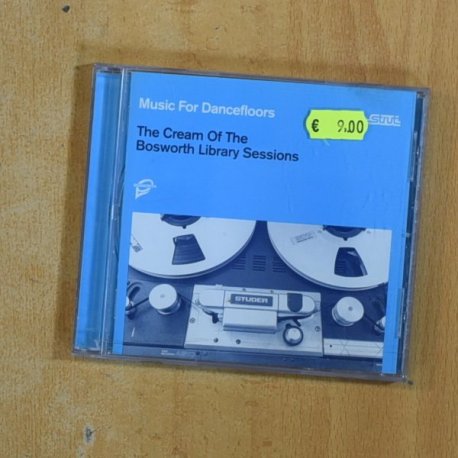 Music For Dancefloors
€ 9.00
Strut
The Cream Of The
Bosworth Library Sessions
STUDER